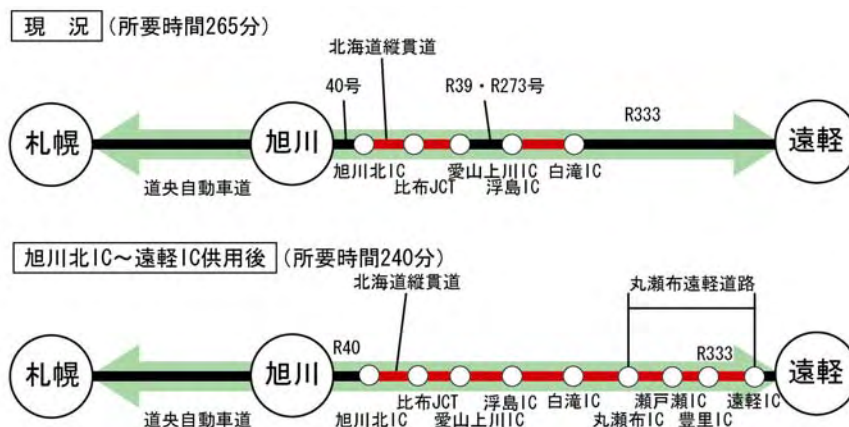 現 況 (所要時間265分)
北海道縦貫道
40号
R39・R273号
R333
札幌
旭川
遠軽
道央自動車道
旭川北IC
比布JCT
愛山上川IC
浮島IC
白滝IC
旭川北IC～遠軽IC供用後 (所要時間240分)
北海道縦貫道
丸瀬布遠軽道路
R40
R333
札幌
旭川
遠軽
道央自動車道
旭川北IC
比布JCT
愛山上川IC
浮島IC
白滝IC
丸瀬布IC
瀬戸瀬IC
豊里IC
遠軽IC